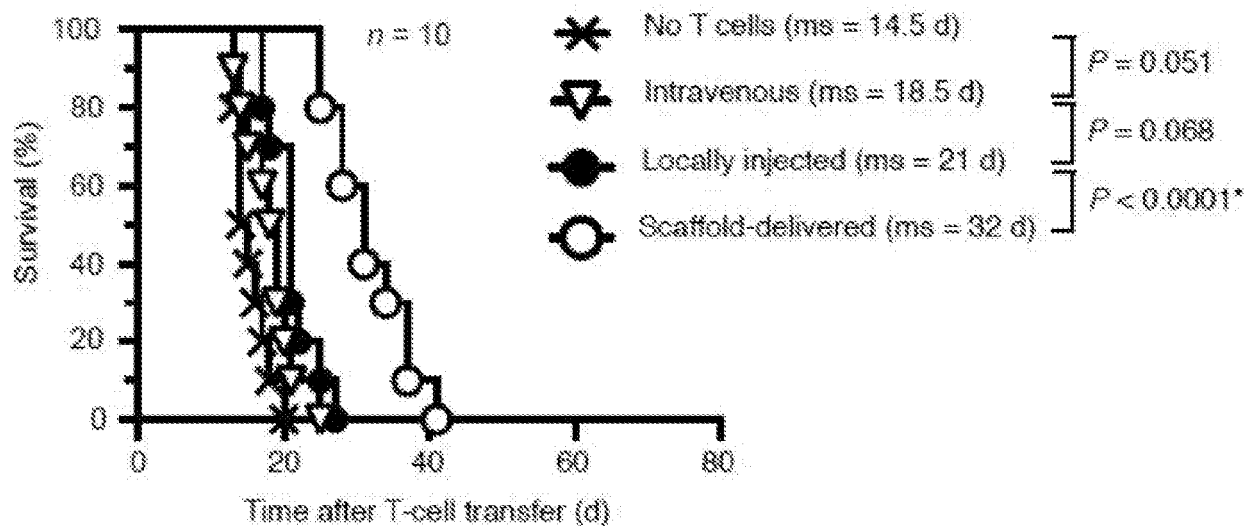 100
80
60
40
20
0
Survival (%)
n = 10
0 20 40 60 80
Time after T-cell transfer (d)
No T cells (ms = 14.5 d)
Intravenous (ms = 18.5 d)
Locally injected (ms = 21 d)
Scaffold-delivered (ms = 32 d)
P = 0.051
P = 0.068
P < 0.0001*